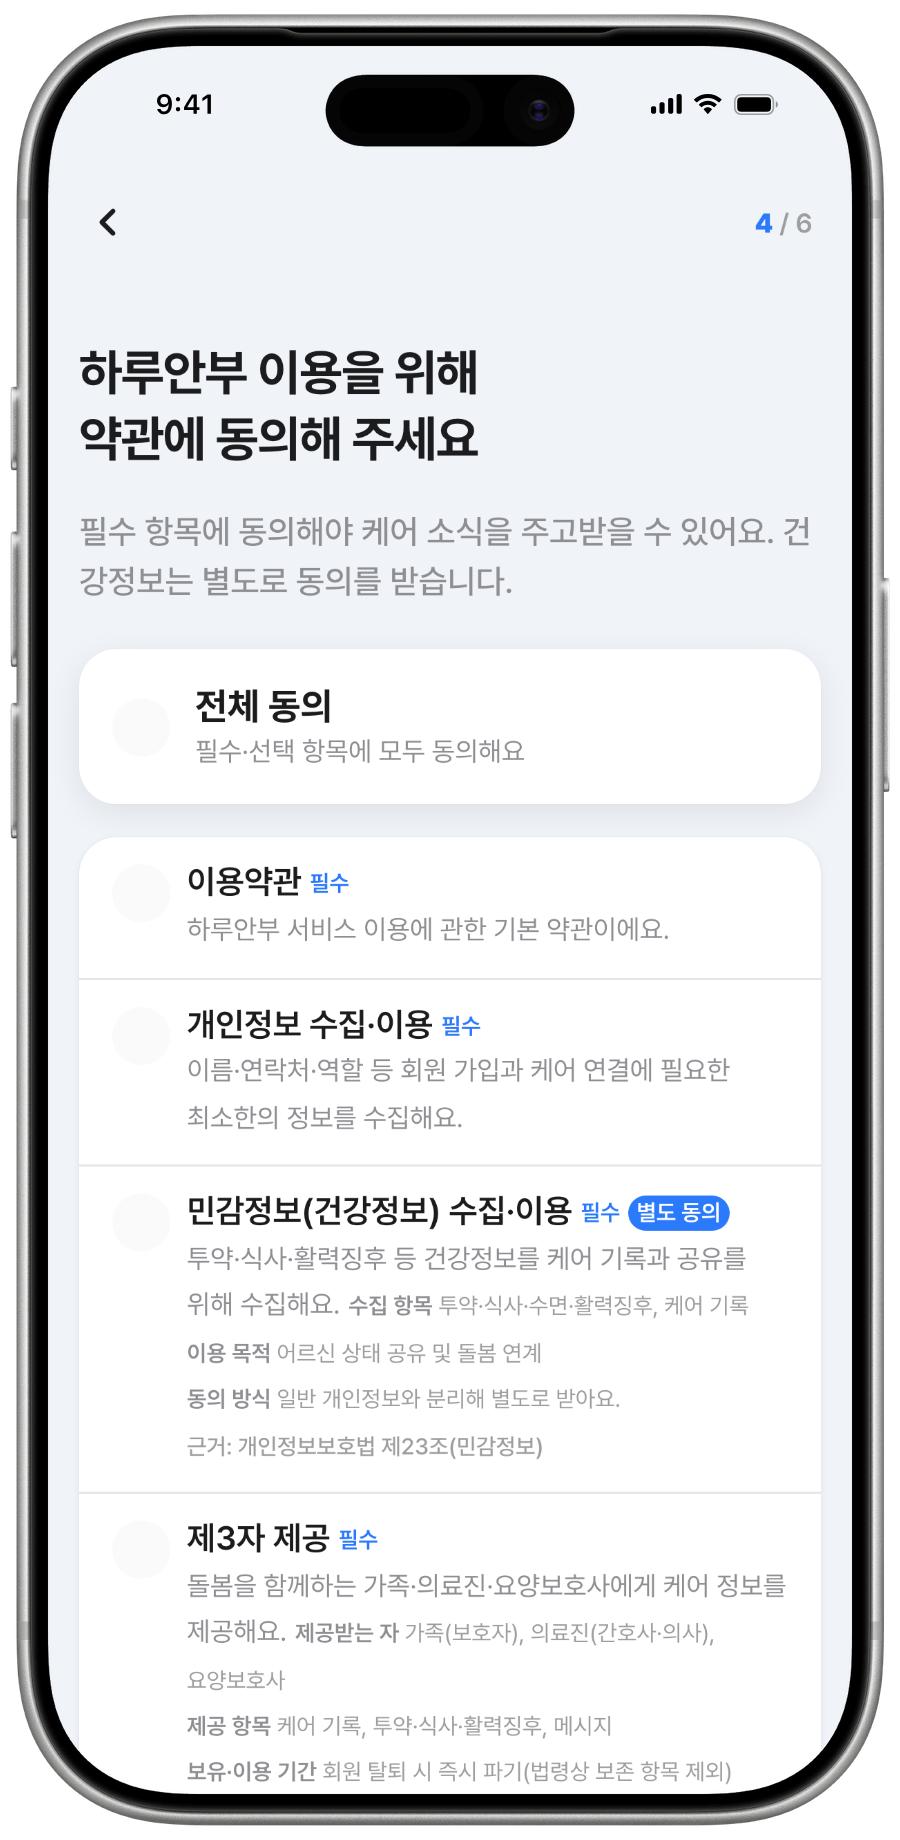 9:41
4 / 6
하루안부 이용을 위해
약관에 동의해 주세요
필수 항목에 동의해야 케어 소식을 주고받을 수 있어요. 건
강정보는 별도로 동의를 받습니다.
전체 동의
필수·선택 항목에 모두 동의해요
이용약관 필수
하루안부 서비스 이용에 관한 기본 약관이에요.
개인정보 수집·이용 필수
이름·연락처·역할 등 회원 가입과 케어 연결에 필요한
최소한의 정보를 수집해요.
민감정보(건강정보) 수집·이용 필수 별도 동의
투약·식사·활력징후 등 건강정보를 케어 기록과 공유를
위해 수집해요. 수집 항목 투약·식사·수면·활력징후, 케어 기록
이용 목적 어르신 상태 공유 및 돌봄 연계
동의 방식 일반 개인정보와 분리해 별도로 받아요.
근거: 개인정보보호법 제23조(민감정보)
제3자 제공 필수
돌봄을 함께하는 가족·의료진·요양보호사에게 케어 정보를
제공해요. 제공받는 자 가족(보호자), 의료진(간호사·의사),
요양보호사
제공 항목 케어 기록, 투약·식사·활력징후, 메시지
보유·이용 기간 회원 탈퇴 시 즉시 파기(법령상 보존 항목 제외)